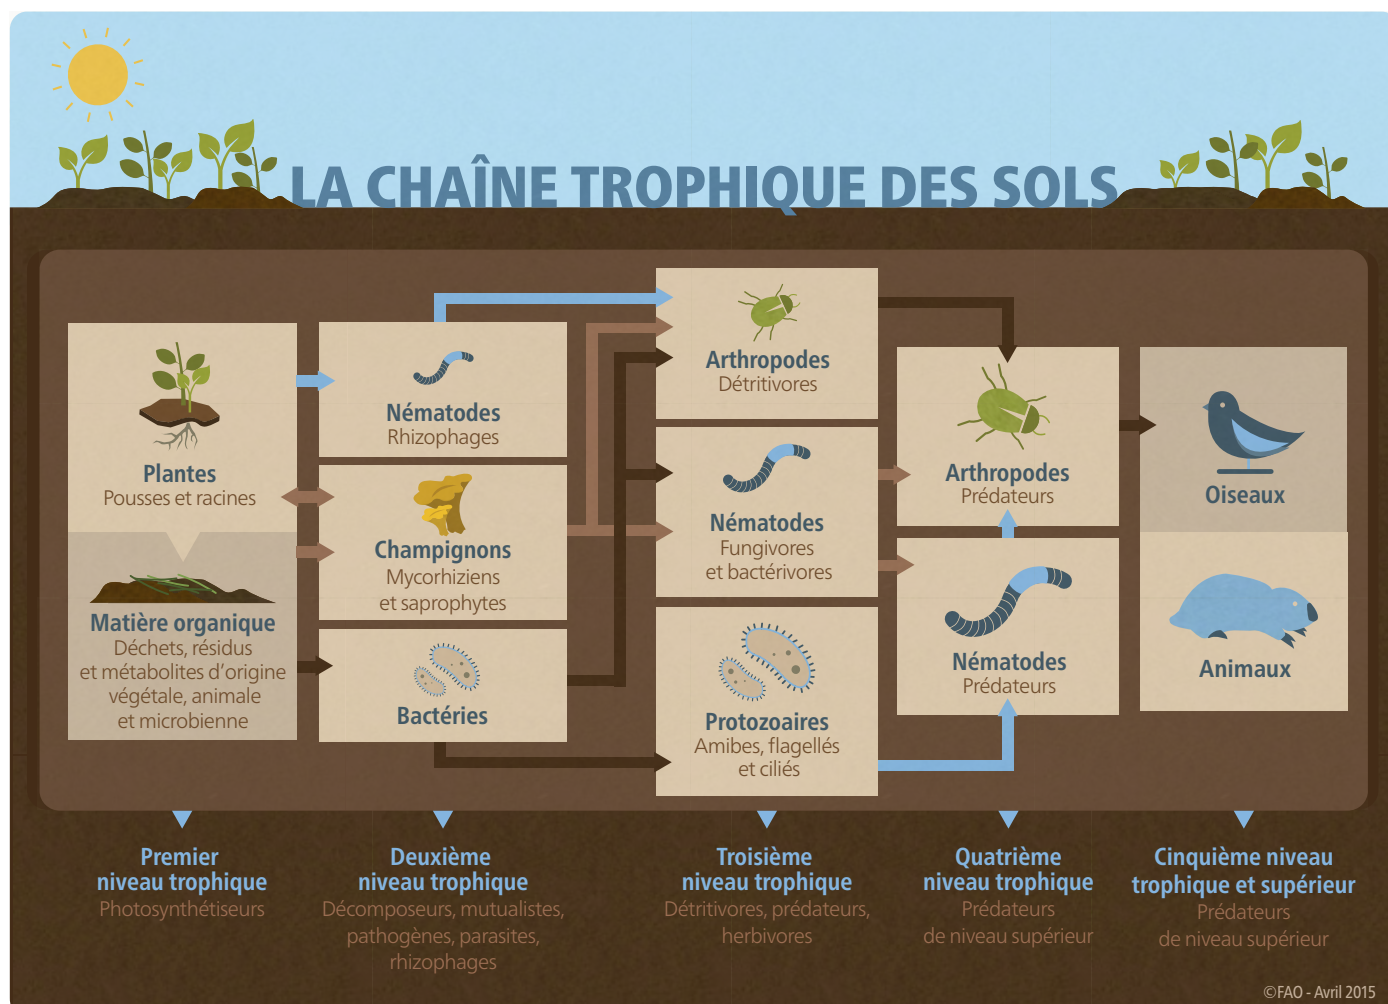 LA CHAÎNE TROPHIQUE DES SOLS
Plantes
Pousses et racines
Matière organique
Déchets, résidus
et métabolites d'origine
végétale, animale
et microbienne
Nématodes
Rhizophages
Champignons
Mycorhiziens
et saprophytes
Bactéries
Arthropodes
Détritivores
Nématodes
Fungivores
et bactérivores
Protozoaires
Amibes, flagellés
et ciliés
Arthropodes
Prédateurs
Nématodes
Prédateurs
Oiseaux
Animaux
Premier
niveau trophique
Photosynthétiseurs
Deuxième
niveau trophique
Décomposeurs, mutualistes,
pathogènes, parasites,
rhizophages
Troisième
niveau trophique
Détritivores, prédateurs,
herbivores
Quatrième
niveau trophique
Prédateurs
de niveau supérieur
Cinquième niveau
trophique et supérieur
Prédateurs
de niveau supérieur
©FAO - Avril 2015